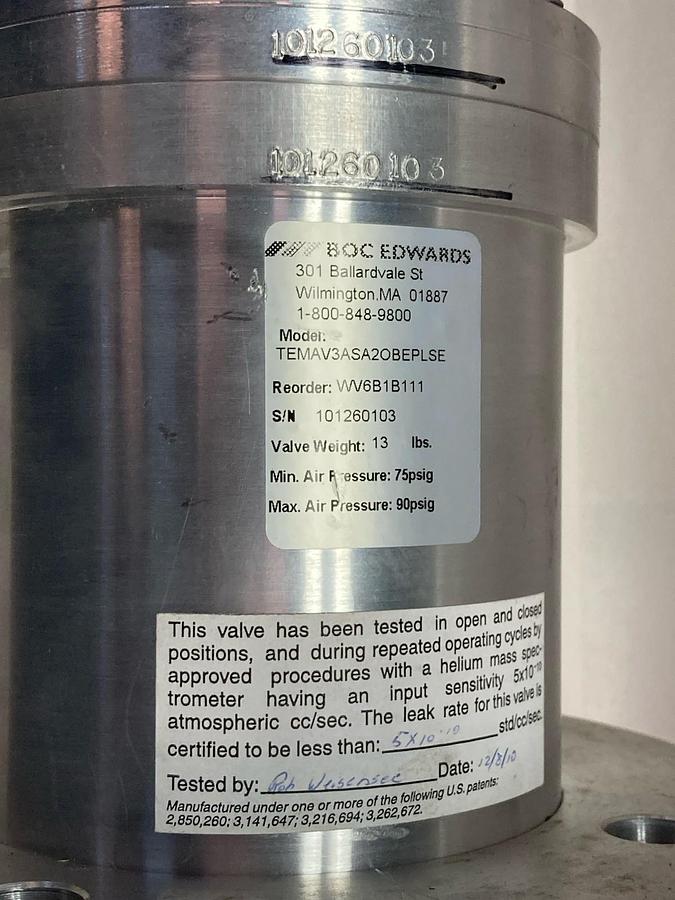 101260103
101260103
BOC EDWARDS
301 Ballardvale St
Wilmington.MA 01887
1-800-848-9800
Model:
TEMAV3ASA2OBEPLSE
Reorder: WV6B1B111
S/N 101260103
Valve Weight: 13 lbs.
Min. Air Pressure: 75psig
Max. Air Pressure: 90psig
This valve has been tested in open and closed
positions, and during repeated operating cycles by
approved procedures with a helium mass spec-
trometer having an input sensitivity 5x10⁻¹⁰
atmospheric cc/sec. The leak rate for this valve is
certified to be less than: 5x10⁻¹⁰ std/cc/sec.
Tested by: Rob Weisensee Date: 12/8/10
Manufactured under one or more of the following U.S. patents:
2,850,260; 3,141,647; 3,216,694; 3,262,672.